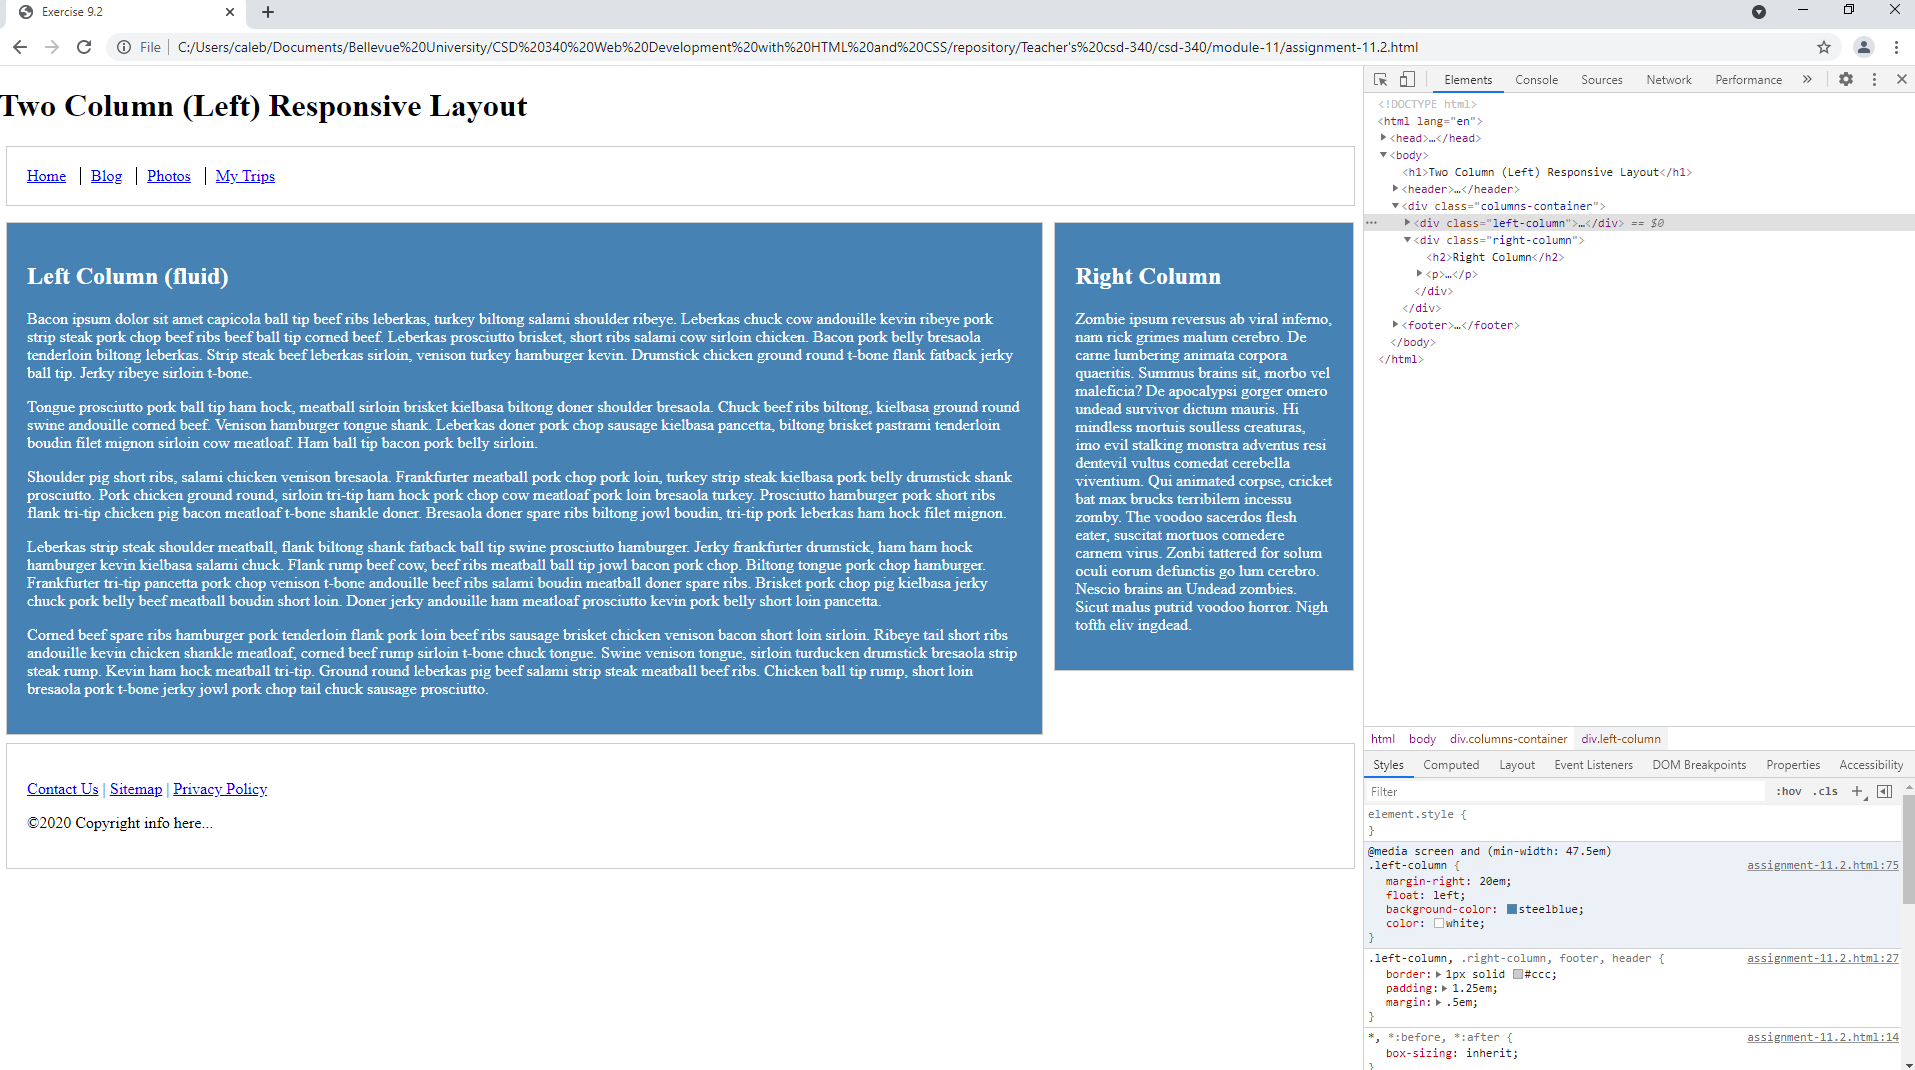 Exercise 9.2
File | C:/Users/caleb/Documents/Bellevue%20University/CSD%20340%20Web%20Development%20with%20HTML%20and%20CSS/repository/Teacher's%20csd-340/csd-340/module-11/assignment-11.2.html
Two Column (Left) Responsive Layout
Home Blog Photos My Trips
Left Column (fluid)
Bacon ipsum dolor sit amet capicola ball tip beef ribs leberkas, turkey biltong salami shoulder ribeye. Leberkas chuck cow andouille kevin ribeye pork
strip steak pork chop beef ribs beef ball tip corned beef. Leberkas prosciutto brisket, short ribs salami cow sirloin chicken. Bacon pork belly bresaola
tenderloin biltong leberkas. Strip steak beef leberkas sirloin, venison turkey hamburger kevin. Drumstick chicken ground round t-bone flank fatback jerky
ball tip. Jerky ribeye sirloin t-bone.
Tongue prosciutto pork ball tip ham hock, meatball sirloin brisket kielbasa biltong doner shoulder bresaola. Chuck beef ribs biltong, kielbasa ground round
swine andouille corned beef. Venison hamburger tongue shank. Leberkas doner pork chop sausage kielbasa pancetta, biltong brisket pastrami tenderloin
boudin filet mignon sirloin cow meatloaf. Ham ball tip bacon pork belly sirloin.
Shoulder pig short ribs, salami chicken venison bresaola. Frankfurter meatball pork chop pork loin, turkey strip steak kielbasa pork belly drumstick shank
prosciutto. Pork chicken ground round, sirloin tri-tip ham hock pork chop cow meatloaf pork loin bresaola turkey. Prosciutto hamburger pork short ribs
flank tri-tip chicken pig bacon meatloaf t-bone shankle doner. Bresaola doner spare ribs biltong jowl boudin, tri-tip pork leberkas ham hock filet mignon.
Leberkas strip steak shoulder meatball, flank biltong shank fatback ball tip swine prosciutto hamburger. Jerky frankfurter drumstick, ham ham hock
hamburger kevin kielbasa salami chuck. Flank rump beef cow, beef ribs meatball ball tip jowl bacon pork chop. Biltong tongue pork chop hamburger.
Frankfurter tri-tip pancetta pork chop venison t-bone andouille beef ribs salami boudin meatball doner spare ribs. Brisket pork chop pig kielbasa jerky
chuck pork belly beef meatball boudin short loin. Doner jerky andouille ham meatloaf prosciutto kevin pork belly short loin pancetta.
Corned beef spare ribs hamburger pork tenderloin flank pork loin beef ribs sausage brisket chicken venison bacon short loin sirloin. Ribeye tail short ribs
andouille kevin chicken shankle meatloaf, corned beef rump sirloin t-bone chuck tongue. Swine venison tongue, sirloin turducken drumstick bresaola strip
steak rump. Kevin ham hock meatball tri-tip. Ground round leberkas pig beef salami strip steak meatball beef ribs. Chicken ball tip rump, short loin
bresaola pork t-bone jerky jowl pork chop tail chuck sausage prosciutto.
Right Column
Zombie ipsum reversus ab viral inferno,
nam rick grimes malum cerebro. De
carne lumbering animata corpora
quaeritis. Summus brains sit, morbo vel
maleficia? De apocalypsi gorger omero
undead survivor dictum mauris. Hi
mindless mortuis soulless creaturas,
imo evil stalking monstra adventus resi
dentevil vultus comedat cerebella
viventium. Qui animated corpse, cricket
bat max brucks terribilem incessu
zomby. The voodoo sacerdos flesh
eater, suscitat mortuos comedere
carnem virus. Zonbi tattered for solum
oculi eorum defunctis go lum cerebro.
Nescio brains an Undead zombies.
Sicut malus putrid voodoo horror. Nigh
tofth eliv ingdead.
Contact Us | Sitemap | Privacy Policy
©2020 Copyright info here...
Elements Console Sources Network Performance »
<!DOCTYPE html>
<html lang="en">
<head>…</head>
<body>
<h1>Two Column (Left) Responsive Layout</h1>
<header>…</header>
<div class="columns-container">
<div class="left-column">…</div> == $0
<div class="right-column">
<h2>Right Column</h2>
<p>…</p>
</div>
</div>
<footer>…</footer>
</body>
</html>
html body div.columns-container div.left-column
Styles Computed Layout Event Listeners DOM Breakpoints Properties Accessibility
Filter :hov .cls +
element.style {
}
@media screen and (min-width: 47.5em)
.left-column { assignment-11.2.html:75
margin-right: 20em;
float: left;
background-color: steelblue;
color: white;
}
.left-column, .right-column, footer, header { assignment-11.2.html:27
border: 1px solid #ccc;
padding: 1.25em;
margin: .5em;
}
*, *:before, *:after { assignment-11.2.html:14
box-sizing: inherit;
}